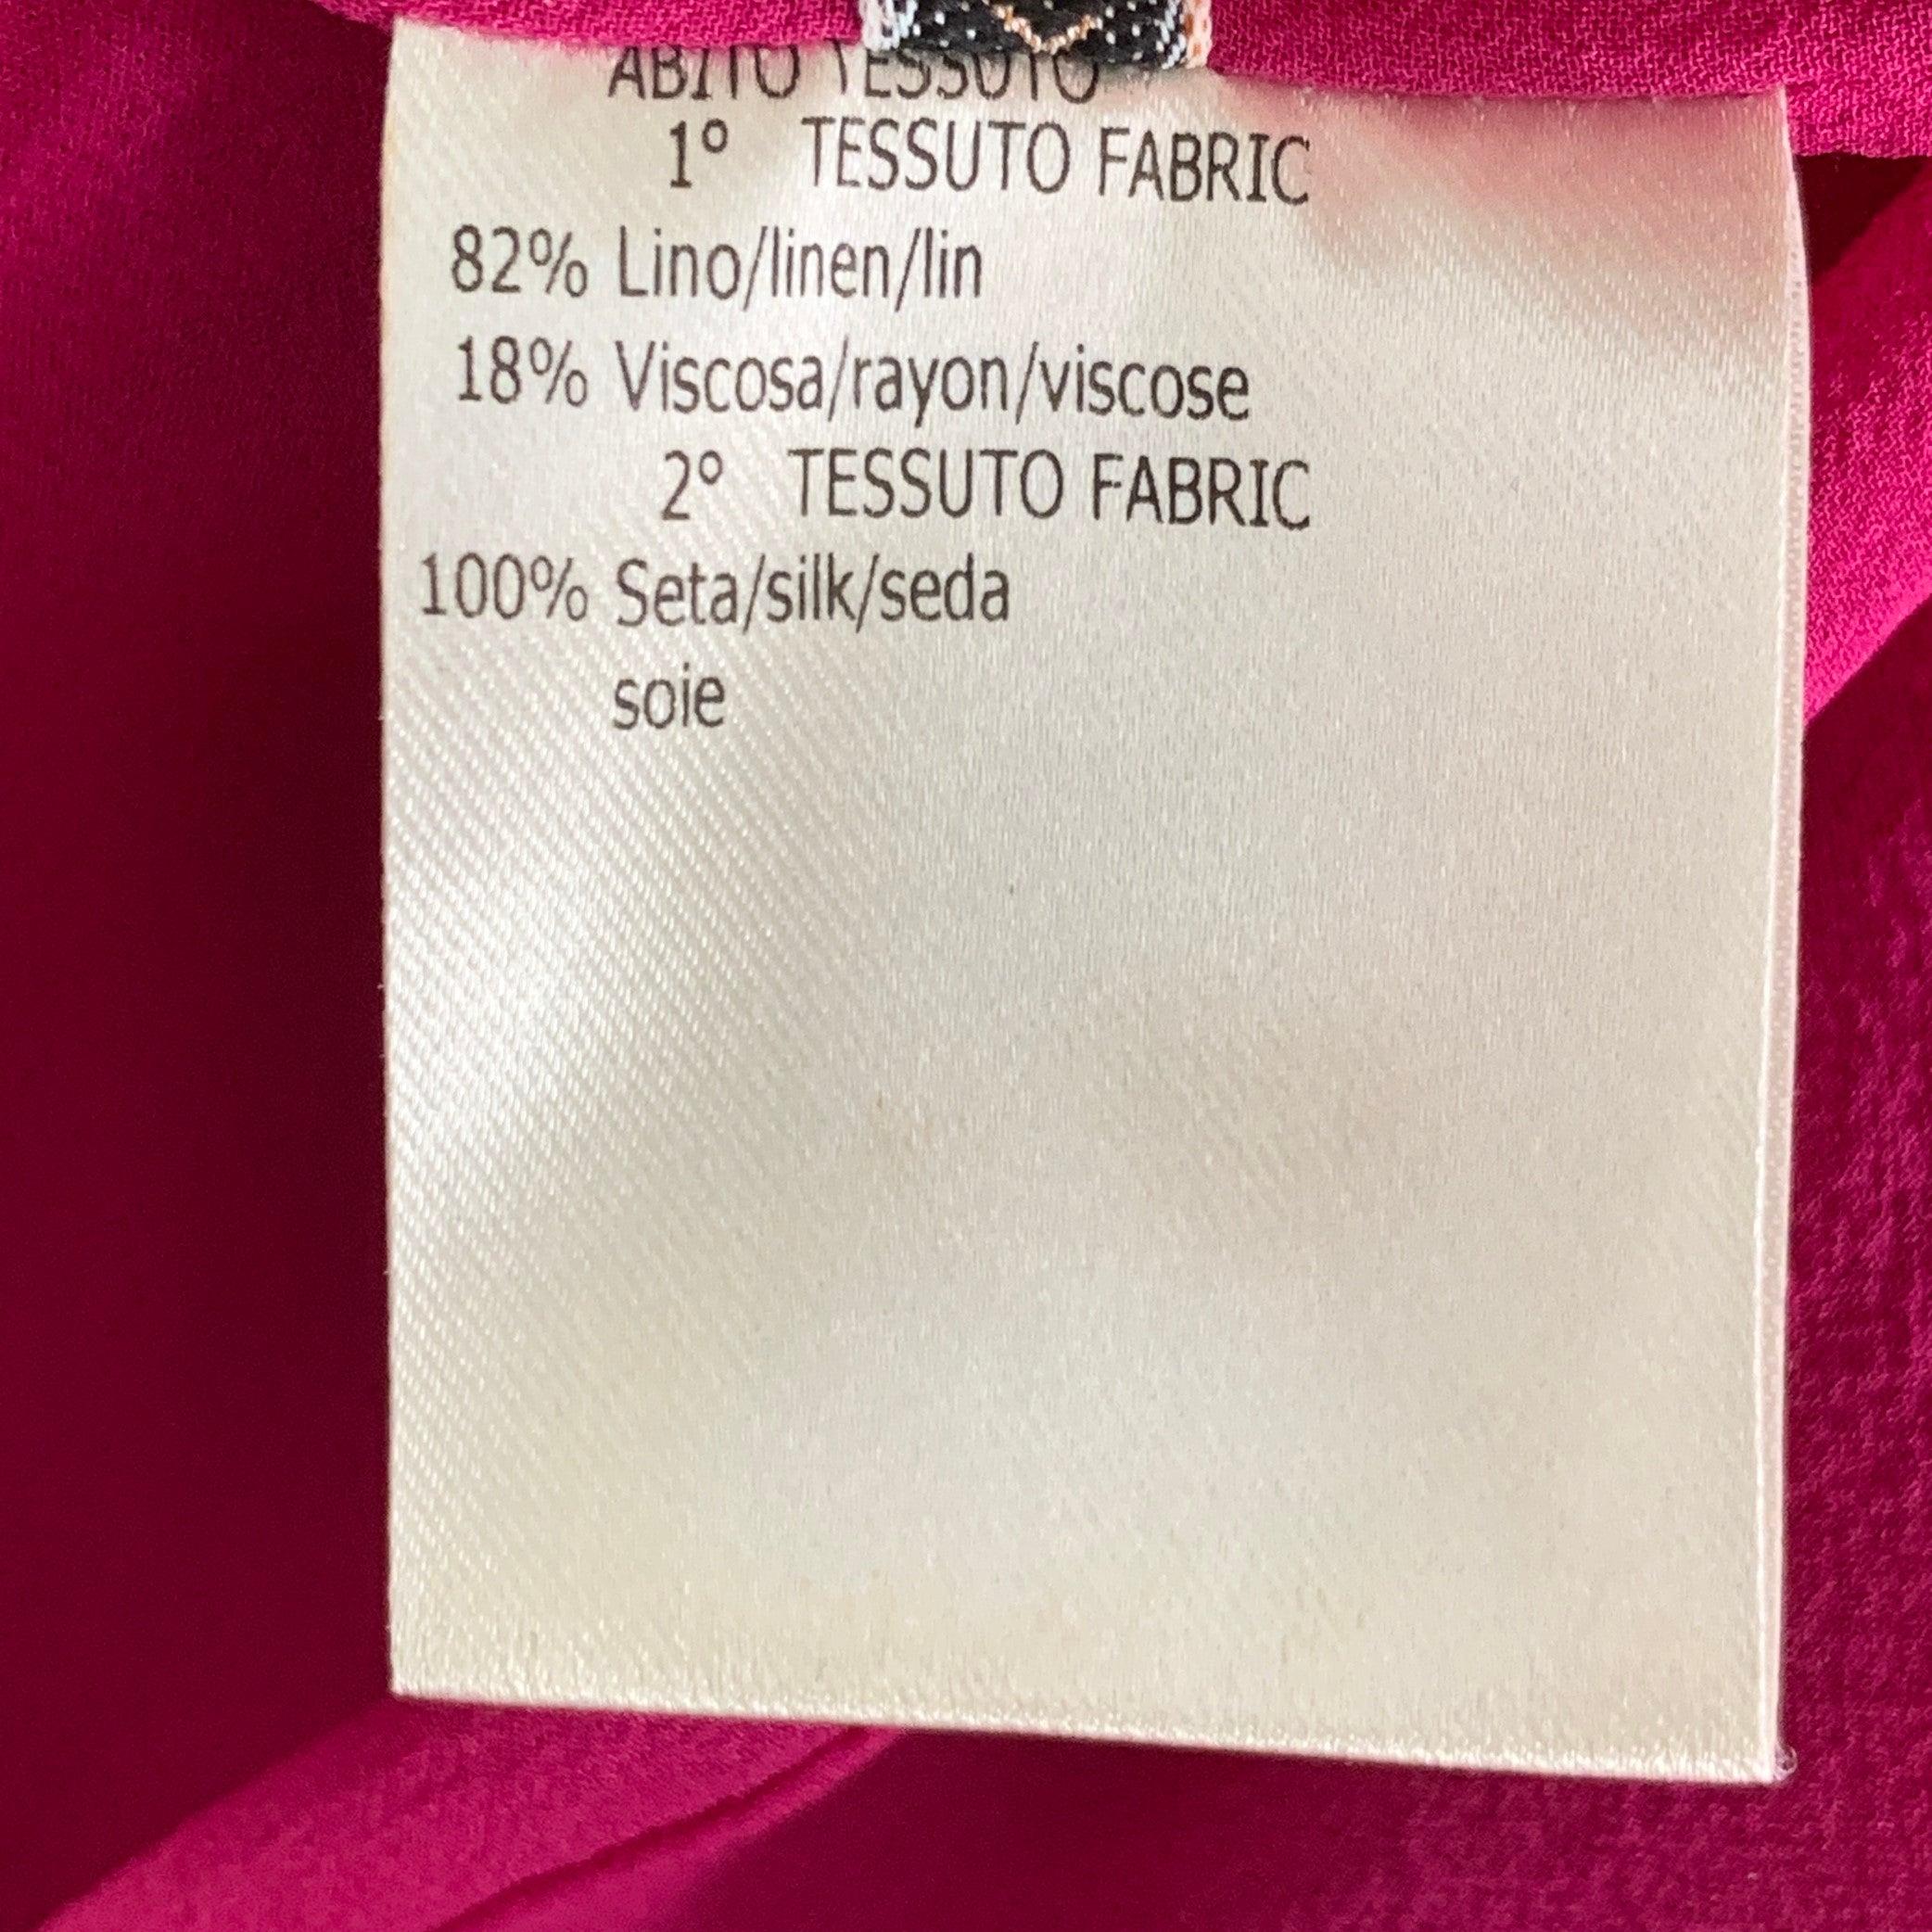 ABITO TESSUTO
1° TESSUTO FABRIC
82% Lino/linen/lin
18% Viscosa/rayon/viscose
2° TESSUTO FABRIC
100% Seta/silk/seda
soie